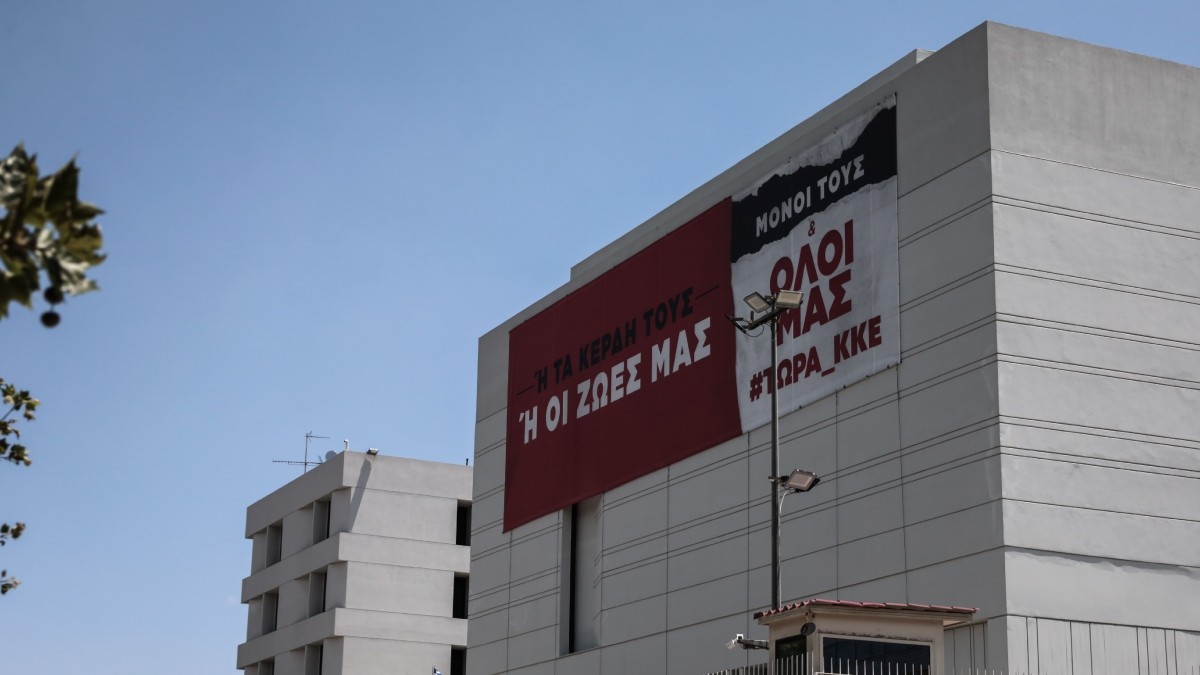 Ή ΤΑ ΚΕΡΔΗ ΤΟΥΣ
Ή ΟΙ ΖΩΕΣ ΜΑΣ
ΜΟΝΟΙ ΤΟΥΣ
&
ΟΛΟΙ
ΜΑΣ
#ΤΩΡΑ_ΚΚΕ